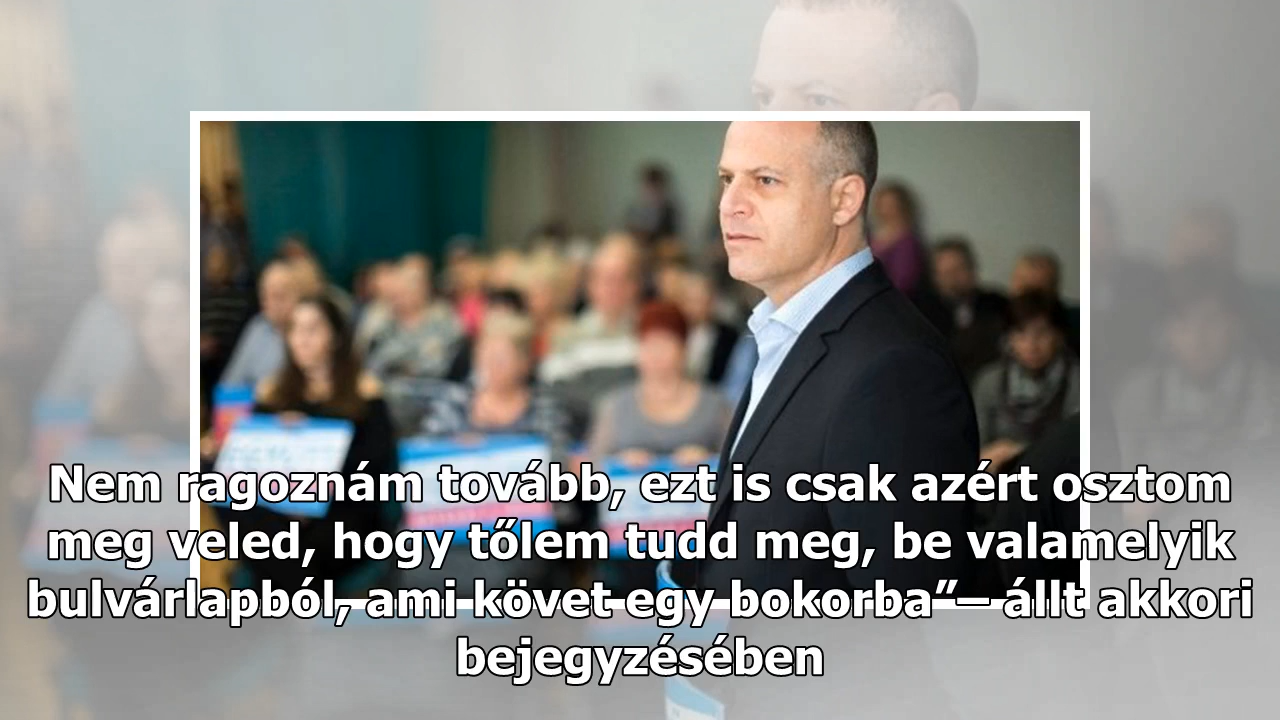 Nem ragoznám tovább, ezt is csak azért osztom
meg veled, hogy tőlem tudd meg, be valamelyik
bulvárlapból, ami követ egy bokorba”— állt akkori
bejegyzésében